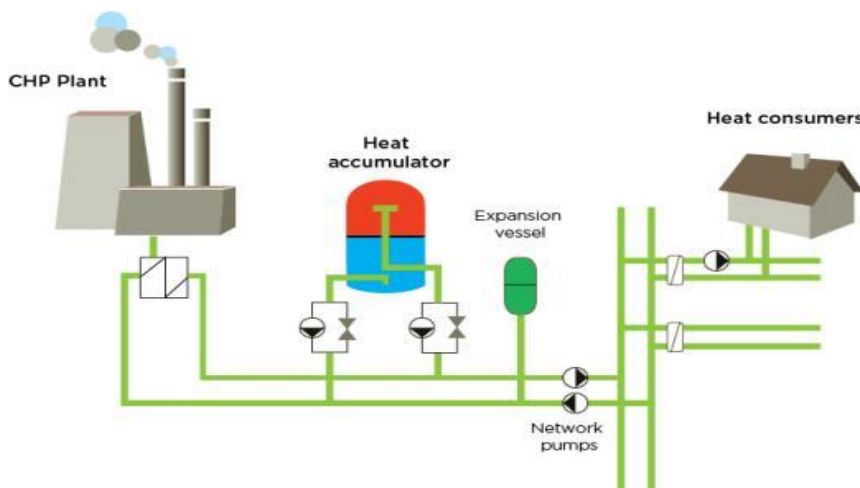 CHP Plant
Heat
accumulator
Expansion
vessel
Heat consumers
Network
pumps